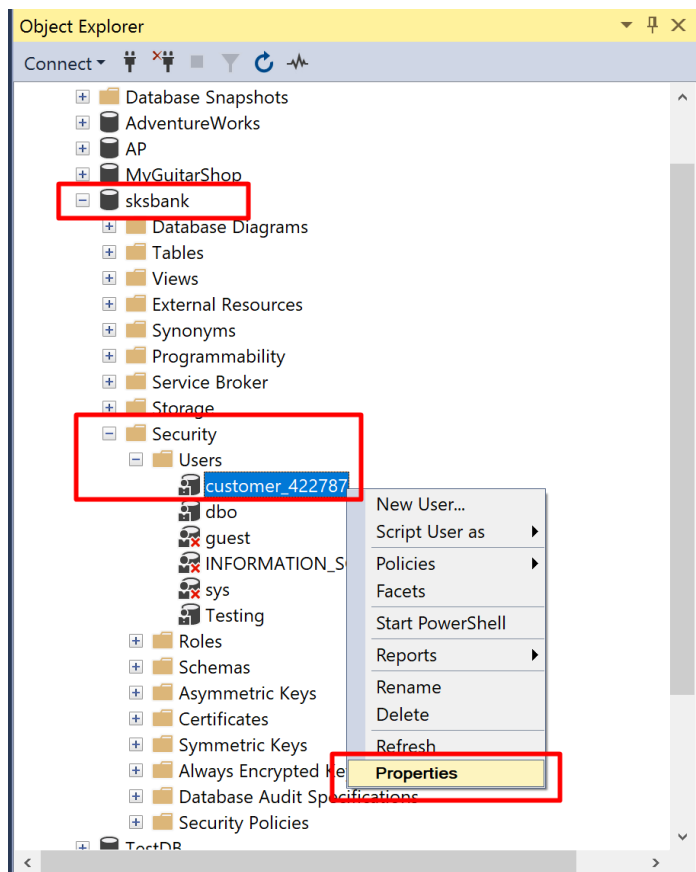 Object Explorer
Connect
Database Snapshots
AdventureWorks
AP
MyGuitarShop
sksbank
Database Diagrams
Tables
Views
External Resources
Synonyms
Programmability
Service Broker
Storage
Security
Users
customer_422787
dbo
guest
INFORMATION_S
sys
Testing
Roles
Schemas
Asymmetric Keys
Certificates
Symmetric Keys
Always Encrypted Ke
Database Audit Specifications
Security Policies
TestDB
New User...
Script User as
Policies
Facets
Start PowerShell
Reports
Rename
Delete
Refresh
Properties